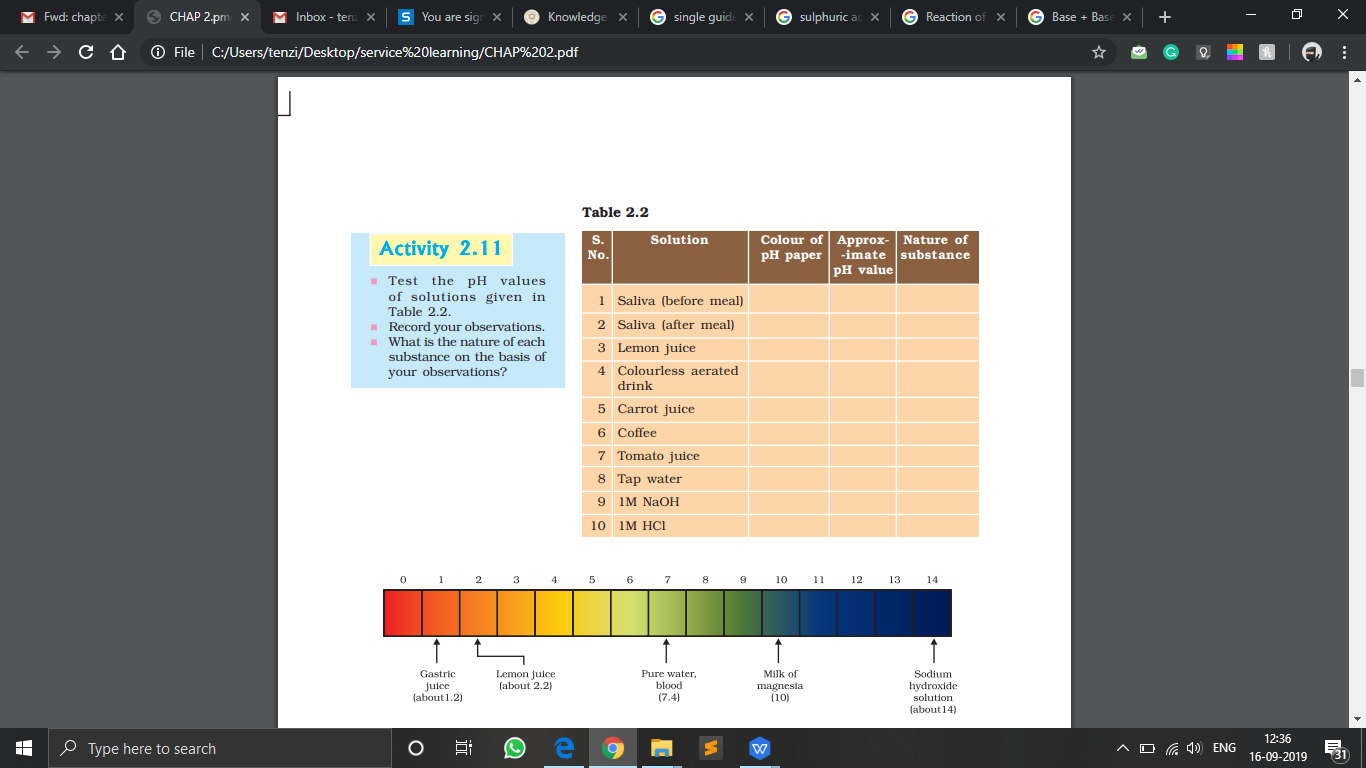 Fwd: chapte
CHAP 2.pm
Inbox - tenz
You are sign
Knowledge
single guide
sulphuric ac
Reaction of
Base + Base
File
C:/Users/tenzi/Desktop/service%20learning/CHAP%202.pdf
Activity 2.11
Test the pH values
of solutions given in
Table 2.2.
Record your observations.
What is the nature of each
substance on the basis of
your observations?
Table 2.2
S. No. Solution Colour of pH paper Approx- -imate pH value Nature of substance
1 Saliva (before meal)
2 Saliva (after meal)
3 Lemon juice
4 Colourless aerated
drink
5 Carrot juice
6 Coffee
7 Tomato juice
8 Tap water
9 1M NaOH
10 1M HCl
0 1 2 3 4 5 6 7 8 9 10 11 12 13 14
Gastric
juice
(about1.2)
Lemon juice
(about 2.2)
Pure water,
blood
(7.4)
Milk of
magnesia
(10)
Sodium
hydroxide
solution
(about14)
Type here to search
ENG
12:36
16-09-2019
31